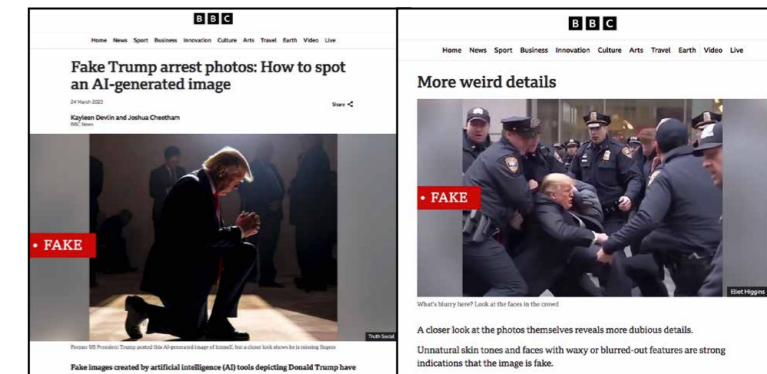 BBC
Home News Sport Business Innovation Culture Arts Travel Earth Video Live
Fake Trump arrest photos: How to spot
an AI-generated image
24 March 2023
Share
Kayleen Devlin and Joshua Cheetham
BBC News
• FAKE
Truth Social
Former US President Trump posted this AI-generated image of himself, but a closer look shows he is missing fingers
Fake images created by artificial intelligence (AI) tools depicting Donald Trump have
BBC
Home News Sport Business Innovation Culture Arts Travel Earth Video Live
More weird details
• FAKE
Eliot Higgins
What's blurry here? Look at the faces in the crowd
A closer look at the photos themselves reveals more dubious details.
Unnatural skin tones and faces with waxy or blurred-out features are strong
indications that the image is fake.